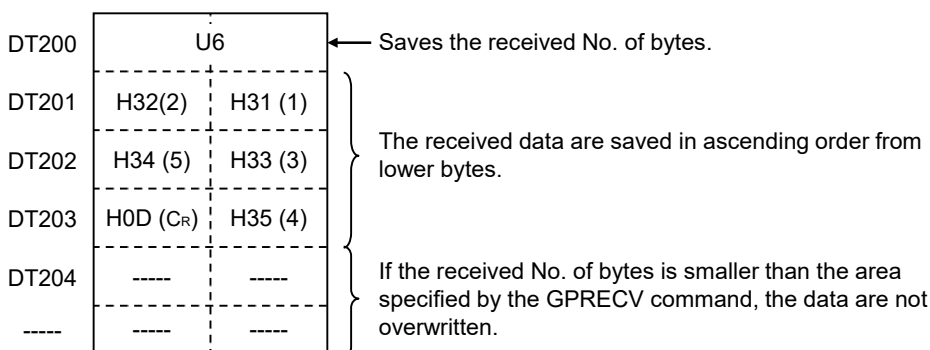 DT200 U6 Saves the received No. of bytes.
DT201 H32(2) H31 (1)
The received data are saved in ascending order from
DT202 H34 (5) H33 (3)
lower bytes.
DT203 H0D (CR) H35 (4)
DT204 ----- -----
If the received No. of bytes is smaller than the area
specified by the GPRECV command, the data are not
overwritten.
----- ----- -----